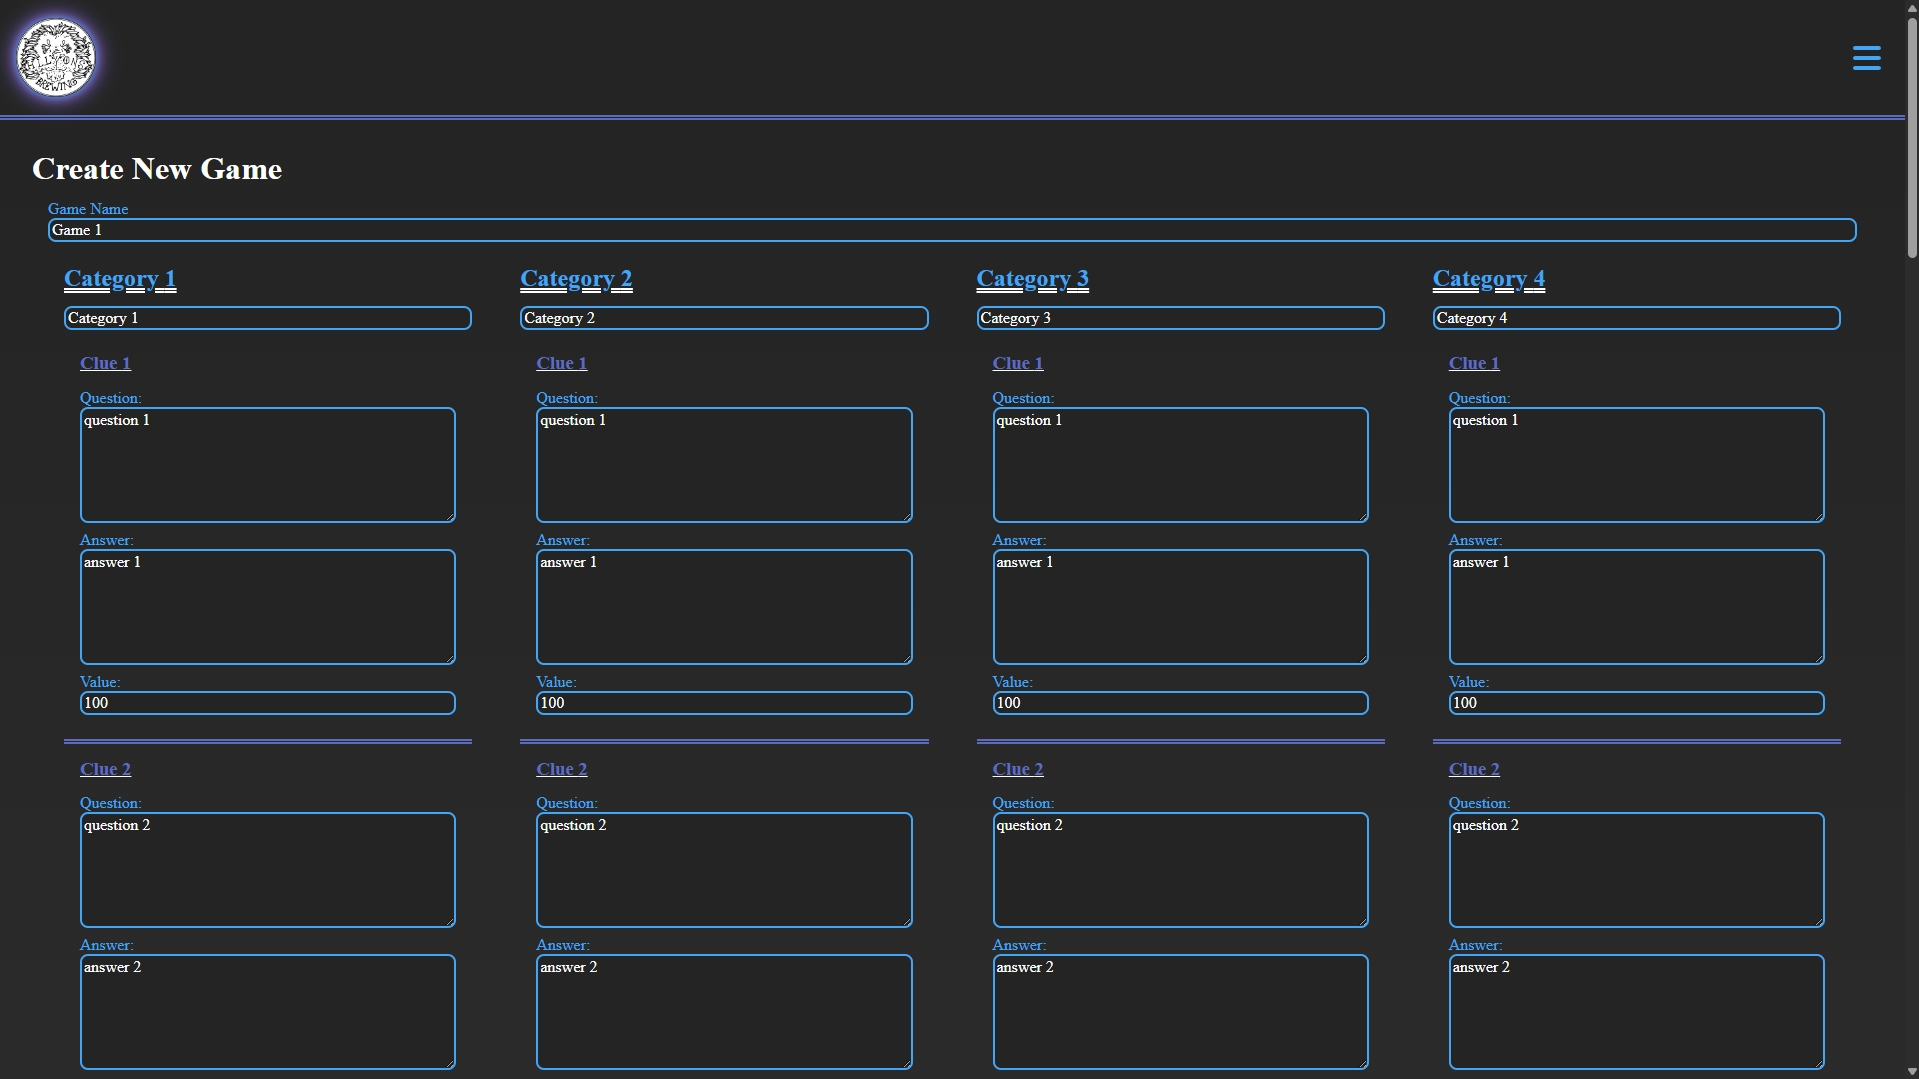 BREWING
Create New Game
Game Name
Game 1
Category 1
Category 1
Clue 1
Question:
question 1
Answer:
answer 1
Value:
100
Clue 2
Question:
question 2
Answer:
answer 2
Category 2
Category 2
Clue 1
Question:
question 1
Answer:
answer 1
Value:
100
Clue 2
Question:
question 2
Answer:
answer 2
Category 3
Category 3
Clue 1
Question:
question 1
Answer:
answer 1
Value:
100
Clue 2
Question:
question 2
Answer:
answer 2
Category 4
Category 4
Clue 1
Question:
question 1
Answer:
answer 1
Value:
100
Clue 2
Question:
question 2
Answer:
answer 2